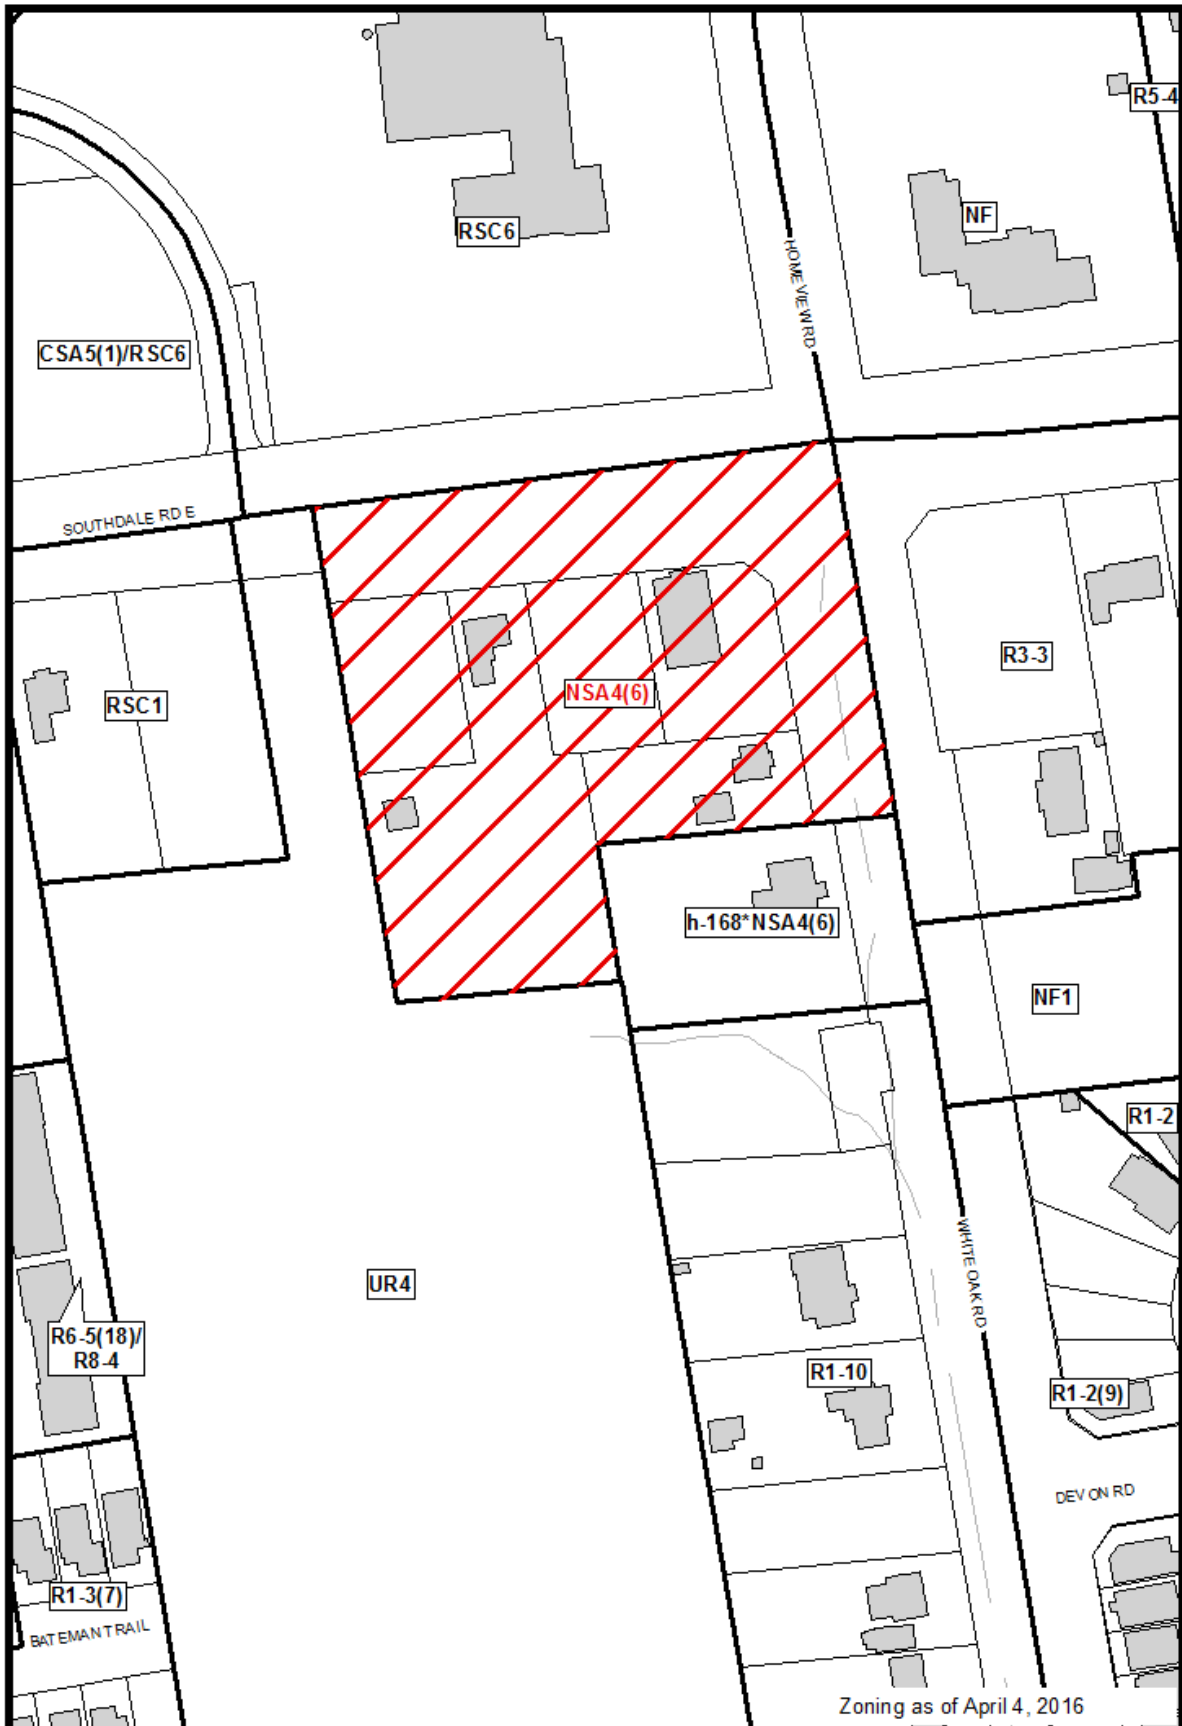 R5-4
NF
RSC6
HOMEVIEW RD
CSA5(1)/RSC6
SOUTHDALE RD E
R3-3
NSA4(6)
RSC1
h-168*NSA4(6)
NF1
R1-2
WHITE OAK RD
UR4
R6-5(18)/
R8-4
R1-10
R1-2(9)
DEVON RD
R1-3(7)
BATEMAN TRAIL
Zoning as of April 4, 2016